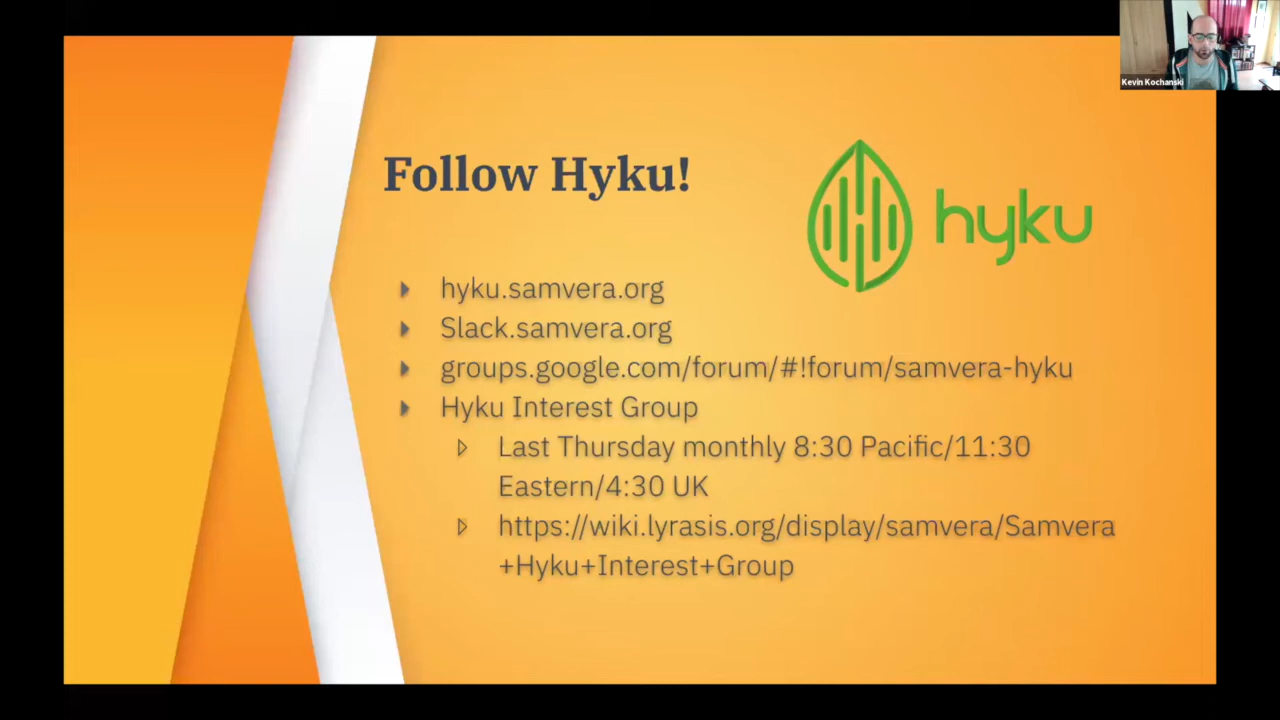 Kevin Kochanski
Follow Hyku!
hyku
hyku.samvera.org
Slack.samvera.org
groups.google.com/forum/#!forum/samvera-hyku
Hyku Interest Group
Last Thursday monthly 8:30 Pacific/11:30
Eastern/4:30 UK
https://wiki.lyrasis.org/display/samvera/Samvera
+Hyku+Interest+Group